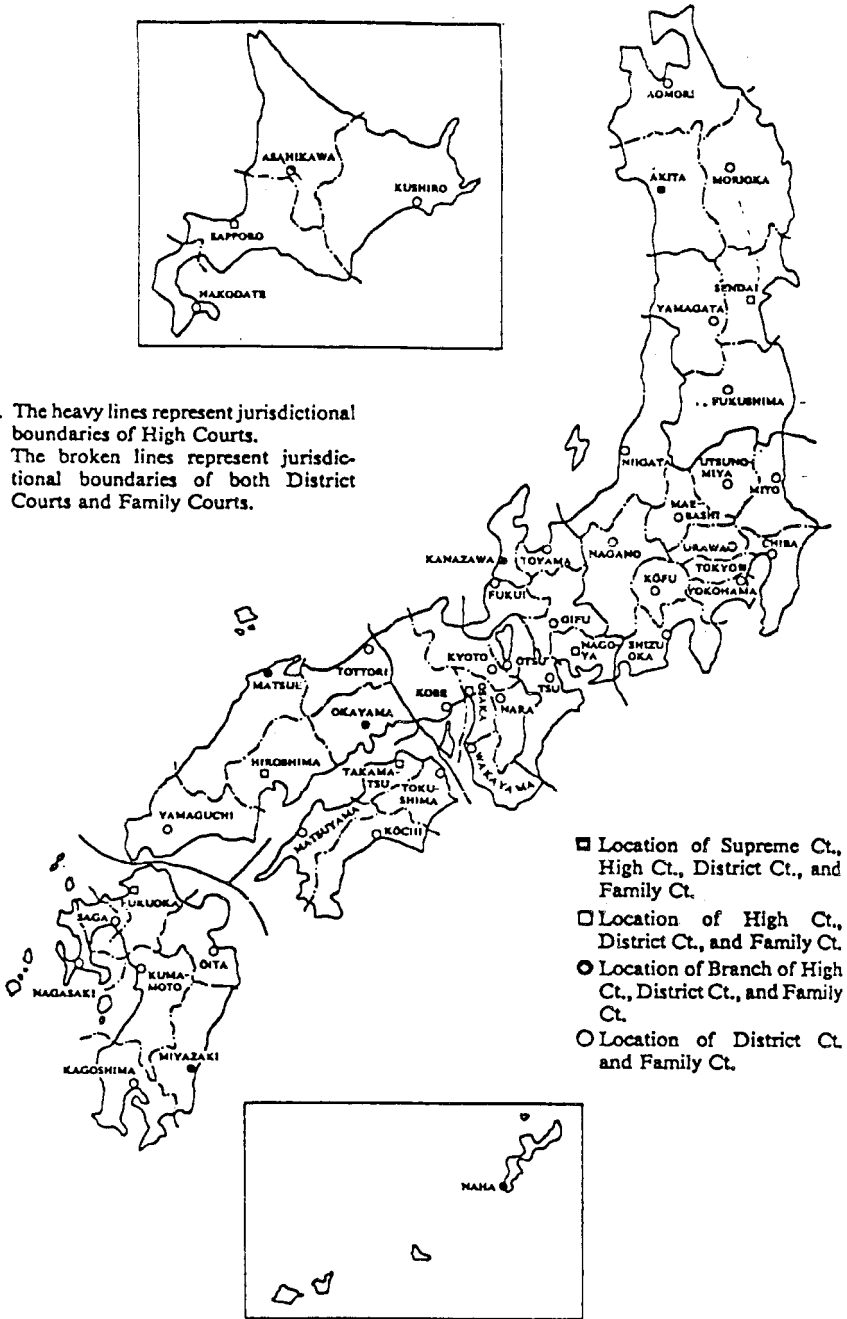 ASAHIKAWA
KUSHIRO
SAPPORO
HAKODATE
AOMORI
AKITA
MORIOKA
SENDAI
YAMAGATA
FUKUSHIMA
. The heavy lines represent jurisdictional
boundaries of High Courts.
The broken lines represent jurisdic-
tional boundaries of both District
Courts and Family Courts.
NIIGATA
UTSUNO-
MIYA
MITO
MAE-
BASHI
URAWA
CHIBA
TOKYO
YOKOHAMA
KŌFU
NAGANO
TOYAMA
KANAZAWA
FUKUI
GIFU
NAGO-
YA
SHIZU
OKA
KYOTO
OTSU
TSU
NARA
OSAKA
KOBE
WAKAYAMA
TOTTORI
MATSUE
OKAYAMA
HIROSHIMA
YAMAGUCHI
TAKAMA-
TSU
TOKU-
SHIMA
MATSUYAMA
KŌCHI
FUKUOKA
SAGA
NAGASAKI
KUMA-
MOTO
ŌITA
MIYAZAKI
KAGOSHIMA
Location of Supreme Ct.,
High Ct., District Ct., and
Family Ct.
Location of High Ct.,
District Ct., and Family Ct.
Location of Branch of High
Ct., District Ct., and Family
Ct.
Location of District Ct.
and Family Ct.
NAHA